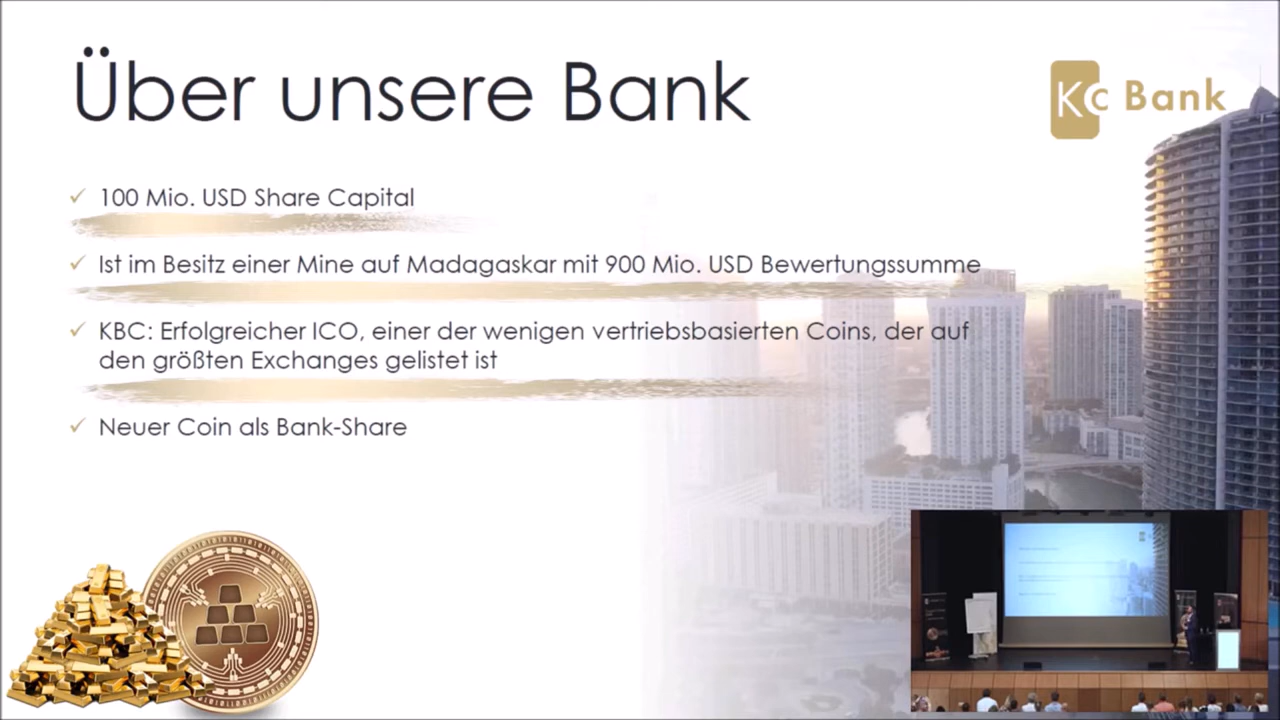 Über unsere Bank
Kc Bank
100 Mio. USD Share Capital
Ist im Besitz einer Mine auf Madagaskar mit 900 Mio. USD Bewertungssumme
KBC: Erfolgreicher ICO, einer der wenigen vertriebsbasierten Coins, der auf
den größten Exchanges gelistet ist
Neuer Coin als Bank-Share